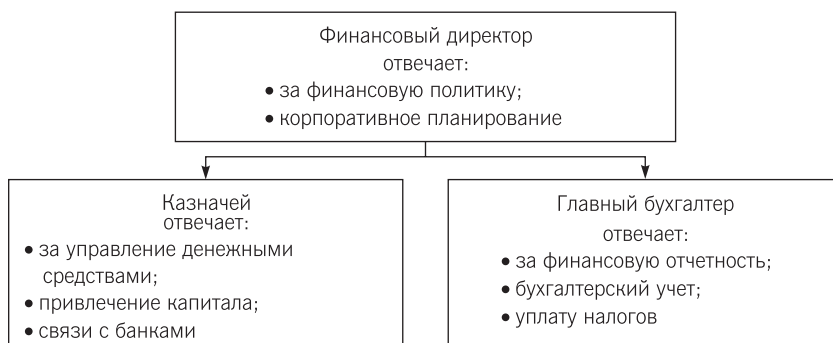 Финансовый директор
отвечает:
• за финансовую политику;
• корпоративное планирование
Казначей
отвечает:
• за управление денежными
средствами;
• привлечение капитала;
• связи с банками
Главный бухгалтер
отвечает:
• за финансовую отчетность;
• бухгалтерский учет;
• уплату налогов